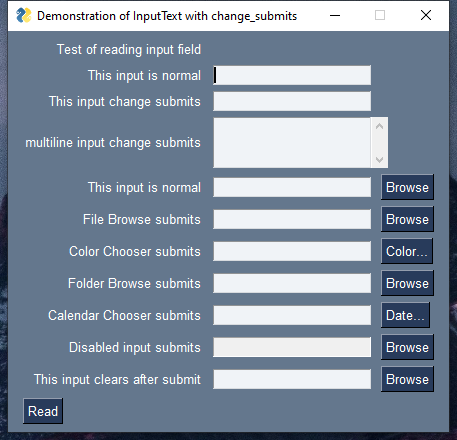 Demonstration of InputText with change_submits
Test of reading input field
This input is normal
This input change submits
multiline input change submits
This input is normal Browse
File Browse submits Browse
Color Chooser submits Color...
Folder Browse submits Browse
Calendar Chooser submits Date...
Disabled input submits Browse
This input clears after submit Browse
Read